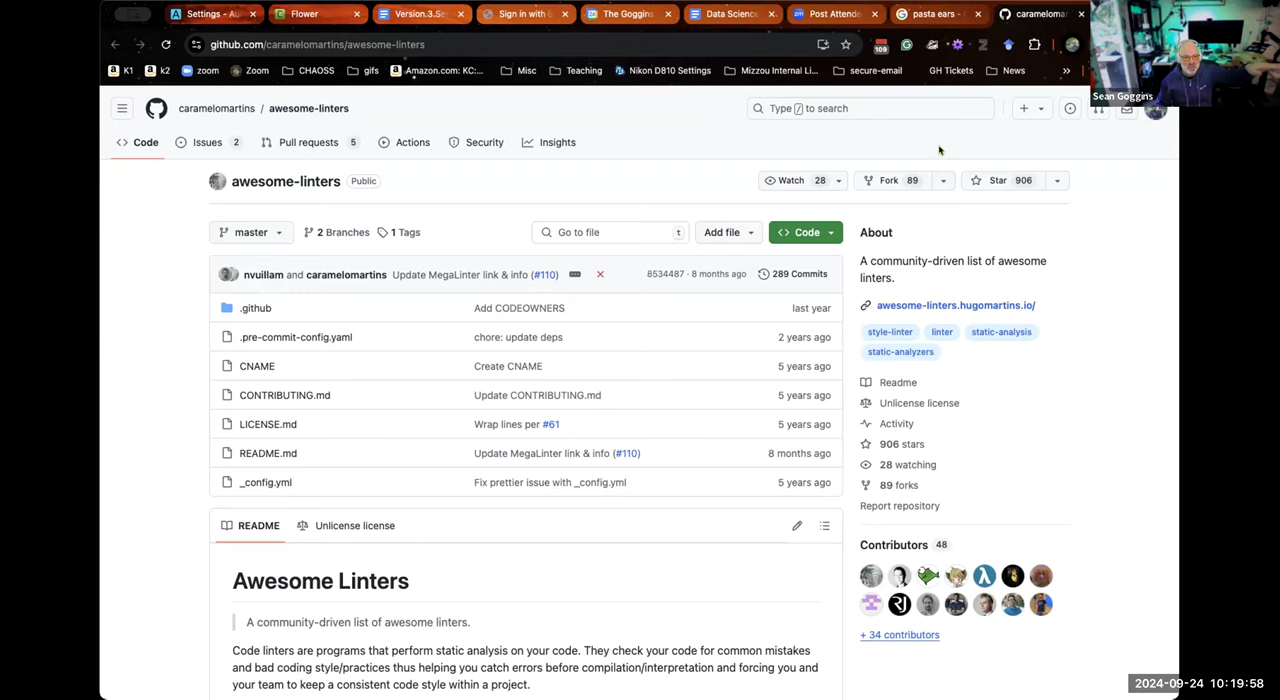 Settings - A
Flower
Version.3.Se
Sign in with G
The Goggins
Data Science
Post Attende
pasta ears -
caramelomar
github.com/caramelomartins/awesome-linters
109
K1
k2
zoom
Zoom
CHAOSS
gifs
Amazon.com: KC:...
Misc
Teaching
Nikon D810 Settings
Mizzou Internal Li...
secure-email
GH Tickets
News
»
Sean Goggins
caramelomartins / awesome-linters
Type / to search
Code
Issues 2
Pull requests 5
Actions
Security
Insights
awesome-linters Public
Watch 28
Fork 89
Star 906
master
2 Branches
1 Tags
Go to file t
Add file
Code
nvuillam and caramelomartins Update MegaLinter link & info (#110)
8534487 · 8 months ago
289 Commits
.github Add CODEOWNERS last year
.pre-commit-config.yaml chore: update deps 2 years ago
CNAME Create CNAME 5 years ago
CONTRIBUTING.md Update CONTRIBUTING.md 5 years ago
LICENSE.md Wrap lines per #61 5 years ago
README.md Update MegaLinter link & info (#110) 8 months ago
_config.yml Fix prettier issue with _config.yml 5 years ago
README
Unlicense license
Awesome Linters
A community-driven list of awesome linters.
Code linters are programs that perform static analysis on your code. They check your code for common mistakes
and bad coding style/practices thus helping you catch errors before compilation/interpretation and forcing you and
your team to keep a consistent code style within a project.
About
A community-driven list of awesome
linters.
awesome-linters.hugomartins.io/
style-linter linter static-analysis
static-analyzers
Readme
Unlicense license
Activity
906 stars
28 watching
89 forks
Report repository
Contributors 48
RJ
+ 34 contributors
2024-09-24 10:19:58